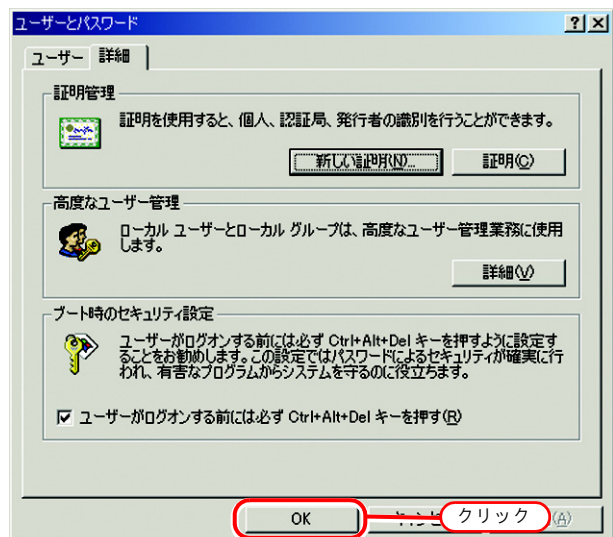 ユーザーとパスワード
ユーザー 詳細
証明管理
証明を使用すると、個人、認証局、発行者の識別を行うことができます。
新しい証明(N)... 証明(C)
高度なユーザー管理
ローカル ユーザーとローカル グループは、高度なユーザー管理業務に使用
します。
詳細(V)
ブート時のセキュリティ設定
ユーザーがログオンする前には必ず Ctrl+Alt+Del キーを押すように設定す
ることをお勧めします。この設定ではパスワードによるセキュリティが確実に行
われ、有害なプログラムからシステムを守るのに役立ちます。
ユーザーがログオンする前には必ず Ctrl+Alt+Del キーを押す(R)
OK クリック (A)